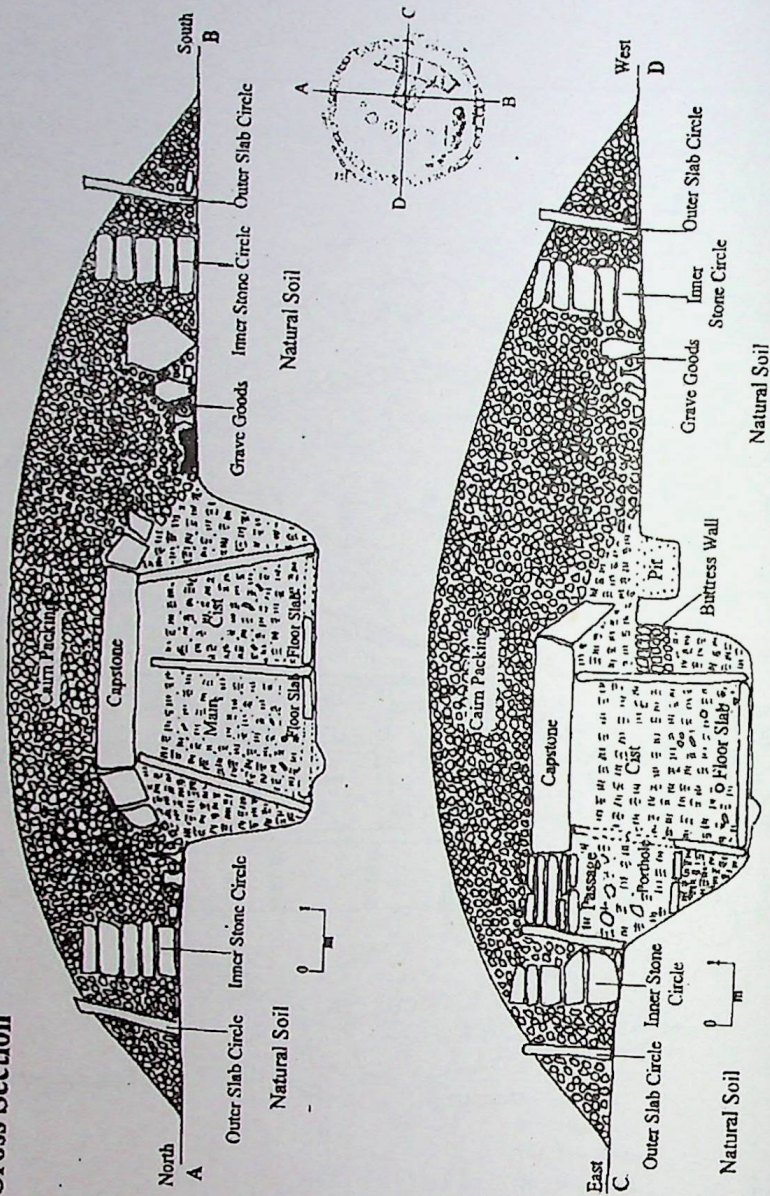 Cross Section
North
A
South
B
Cairn Packing
Capstone
Main
Cist
Floor Slab
Floor Slab
Outer Slab Circle
Inner Stone Circle
Grave Goods
Inner Stone Circle
Outer Slab Circle
Natural Soil
Natural Soil
0 1
m
A
B
C
D
East
C.
West
D
Cairn Packing
Capstone
Passage
Porthole
Cist
Floor Slab
Pit
Buttress Wall
Outer Slab Circle
Inner Stone
Circle
Grave Goods
Inner
Stone Circle
Outer Slab Circle
Natural Soil
Natural Soil
0 1
m